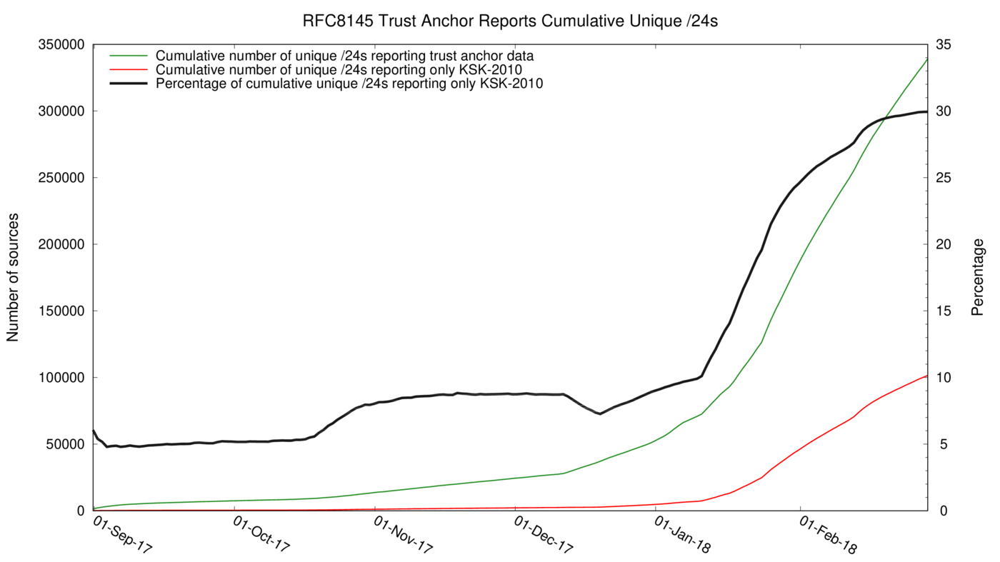 RFC8145 Trust Anchor Reports Cumulative Unique /24s
Cumulative number of unique /24s reporting trust anchor data
Cumulative number of unique /24s reporting only KSK-2010
Percentage of cumulative unique /24s reporting only KSK-2010
Number of sources
350000
300000
250000
200000
150000
100000
50000
0
35
30
25
20
15
10
5
0
Percentage
01-Sep-17
01-Oct-17
01-Nov-17
01-Dec-17
01-Jan-18
01-Feb-18